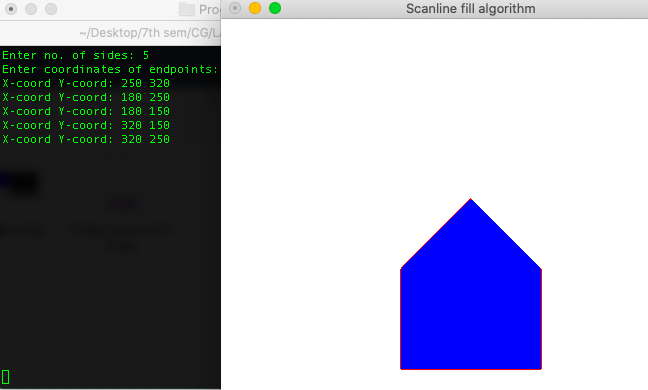 Scanline fill algorithm
~/Desktop/7th sem/CG/L
Enter no. of sides: 5
Enter coordinates of endpoints:
X-coord Y-coord: 250 320
X-coord Y-coord: 180 250
X-coord Y-coord: 180 150
X-coord Y-coord: 320 150
X-coord Y-coord: 320 250